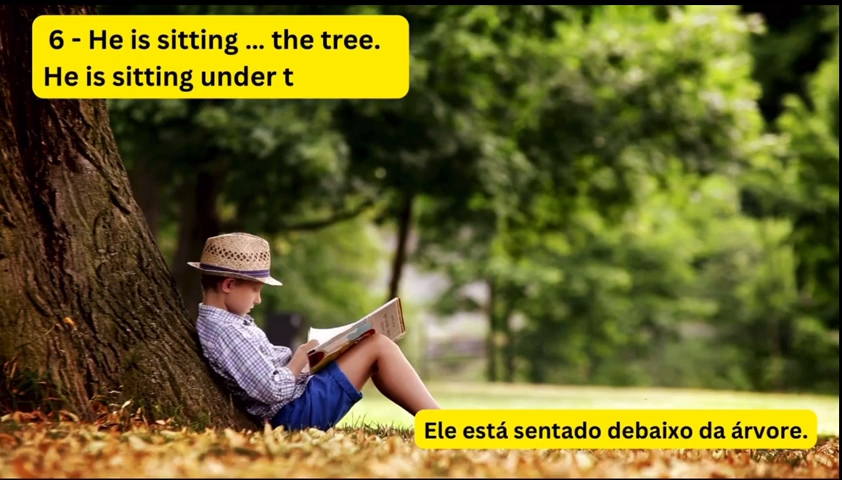 6 - He is sitting ... the tree.
He is sitting under t
Ele está sentado debaixo da árvore.